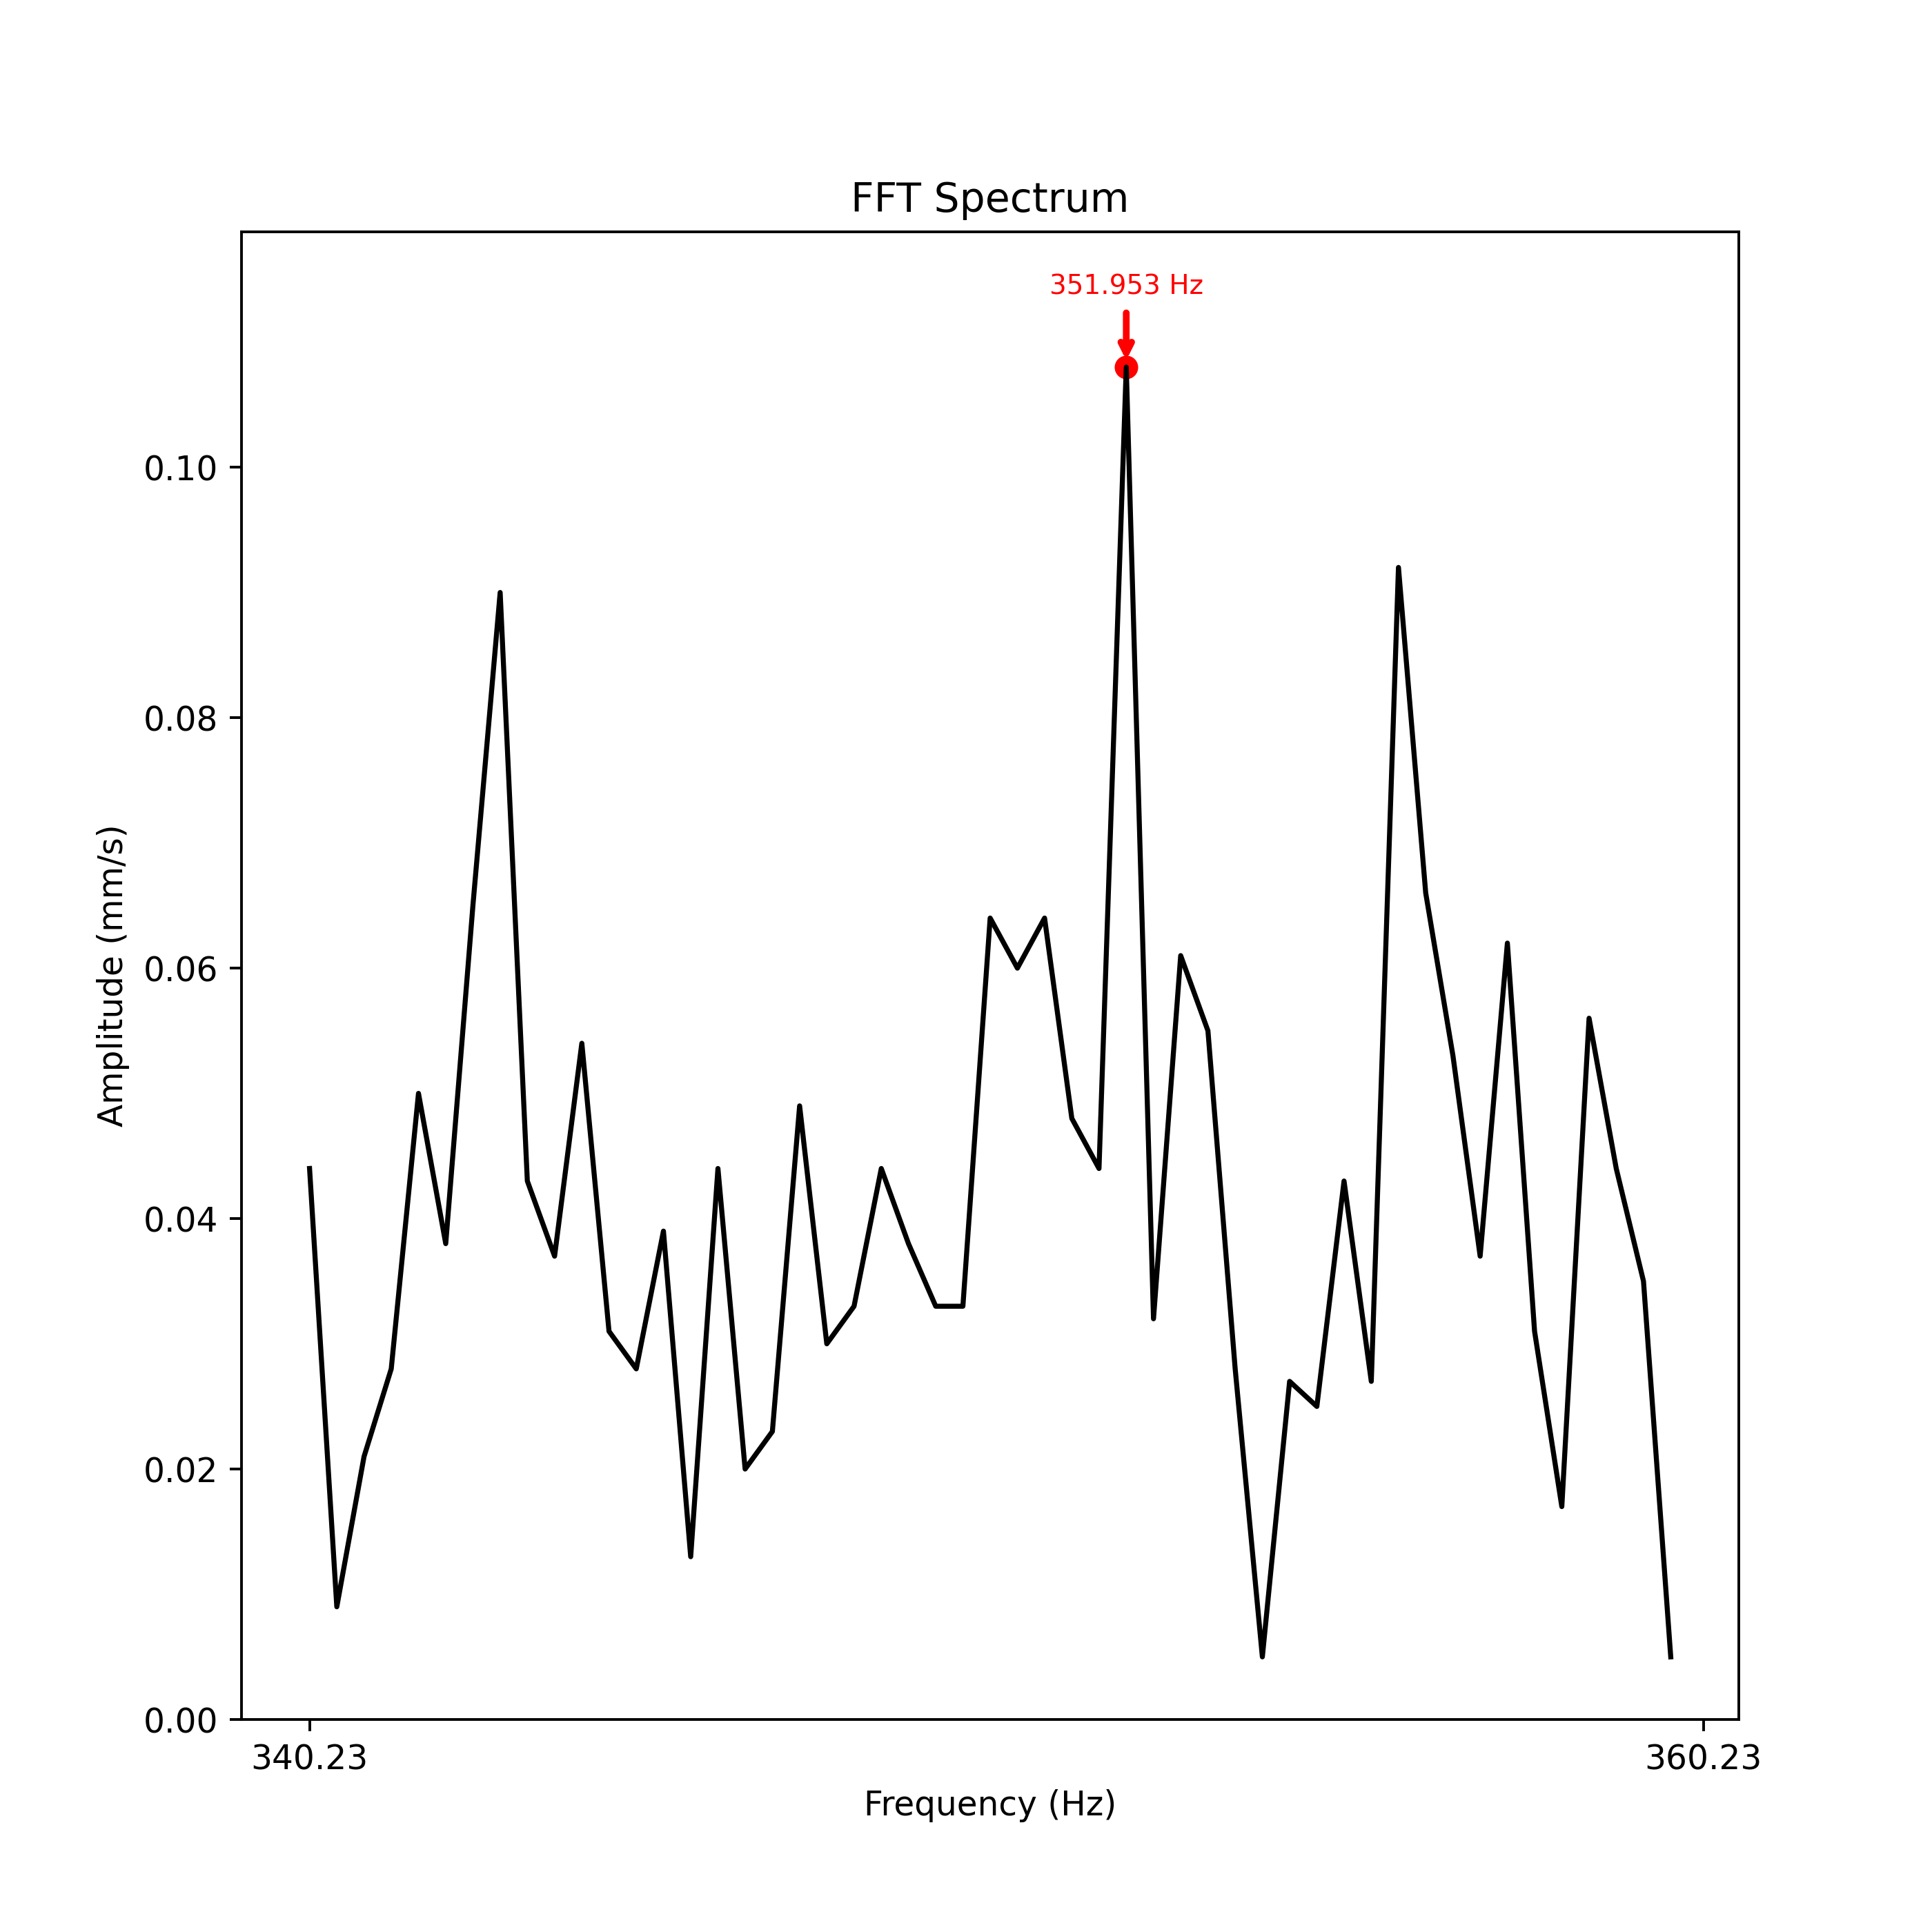 FFT Spectrum
351.953 Hz
0.10
0.08
0.06
0.04
0.02
0.00
Amplitude (mm/s)
340.23
360.23
Frequency (Hz)